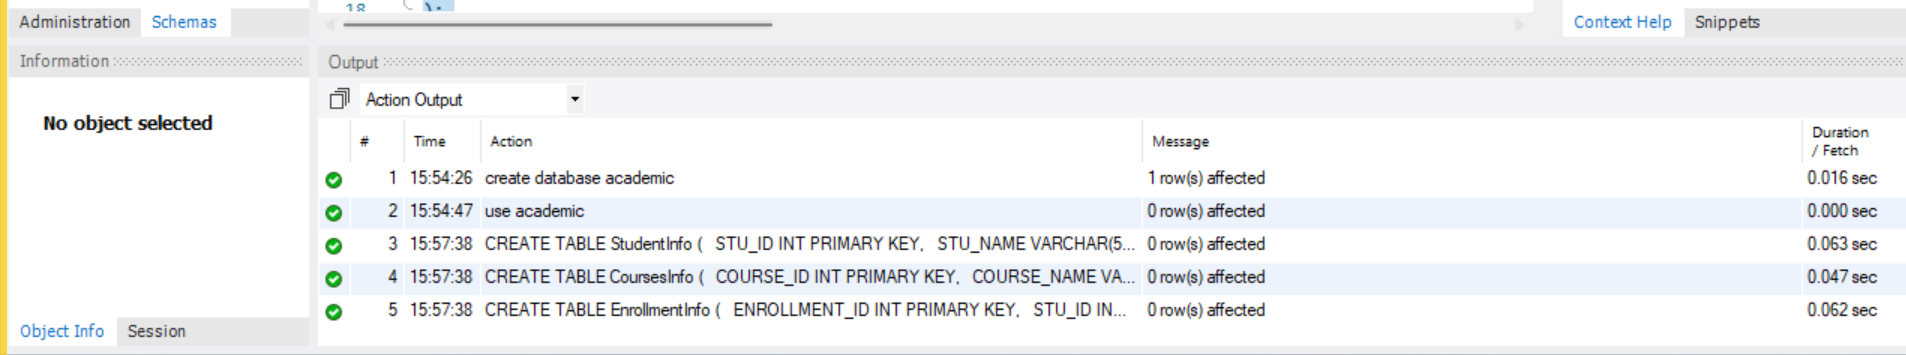 18 );
Administration Schemas
Context Help Snippets
Information
Output
No object selected
Action Output
# Time Action Message Duration / Fetch
1 15:54:26 create database academic 1 row(s) affected 0.016 sec
2 15:54:47 use academic 0 row(s) affected 0.000 sec
3 15:57:38 CREATE TABLE StudentInfo ( STU_ID INT PRIMARY KEY, STU_NAME VARCHAR(5... 0 row(s) affected 0.063 sec
4 15:57:38 CREATE TABLE CoursesInfo ( COURSE_ID INT PRIMARY KEY, COURSE_NAME VA... 0 row(s) affected 0.047 sec
5 15:57:38 CREATE TABLE EnrollmentInfo ( ENROLLMENT_ID INT PRIMARY KEY, STU_ID IN... 0 row(s) affected 0.062 sec
Object Info Session